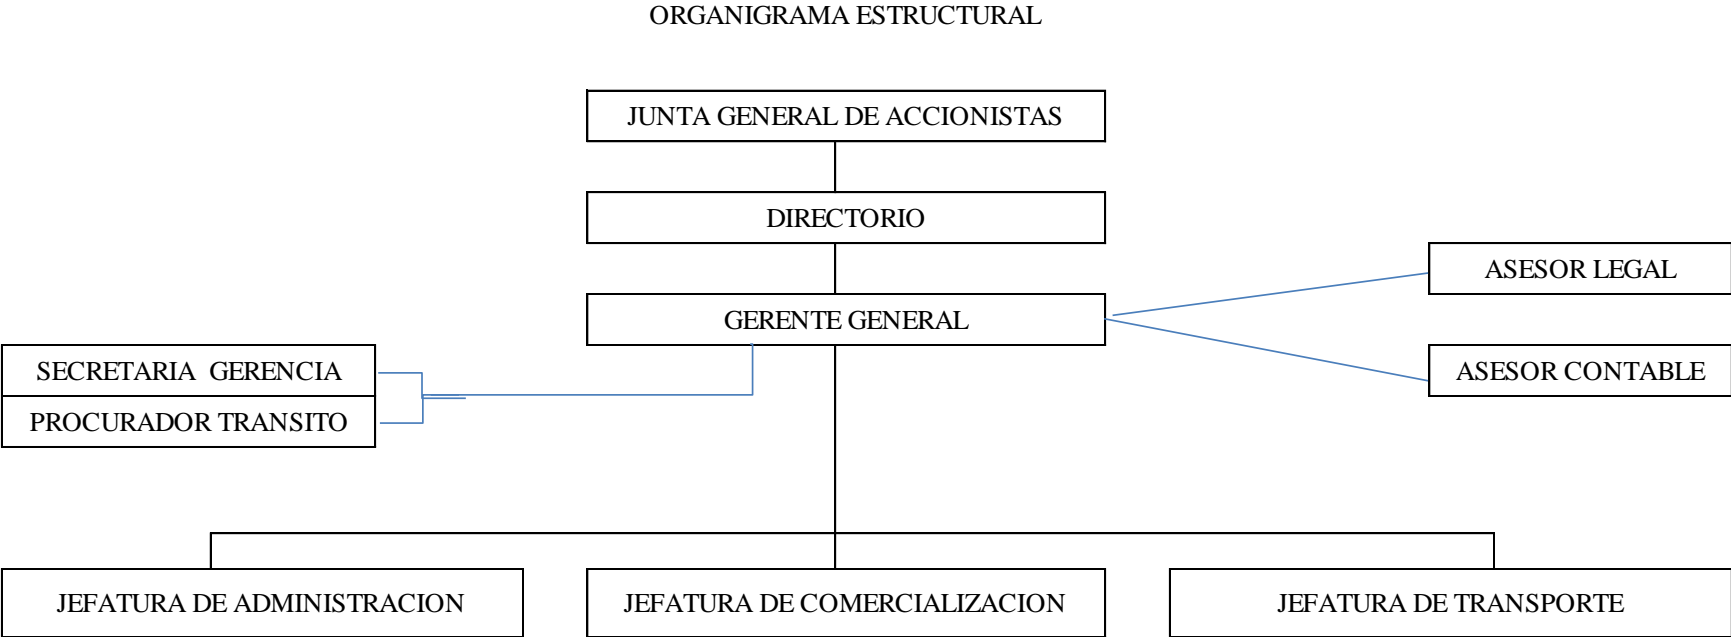 ORGANIGRAMA ESTRUCTURAL
JUNTA GENERAL DE ACCIONISTAS
DIRECTORIO
ASESOR LEGAL
GERENTE GENERAL
SECRETARIA GERENCIA
ASESOR CONTABLE
PROCURADOR TRANSITO
JEFATURA DE ADMINISTRACION
JEFATURA DE COMERCIALIZACION
JEFATURA DE TRANSPORTE